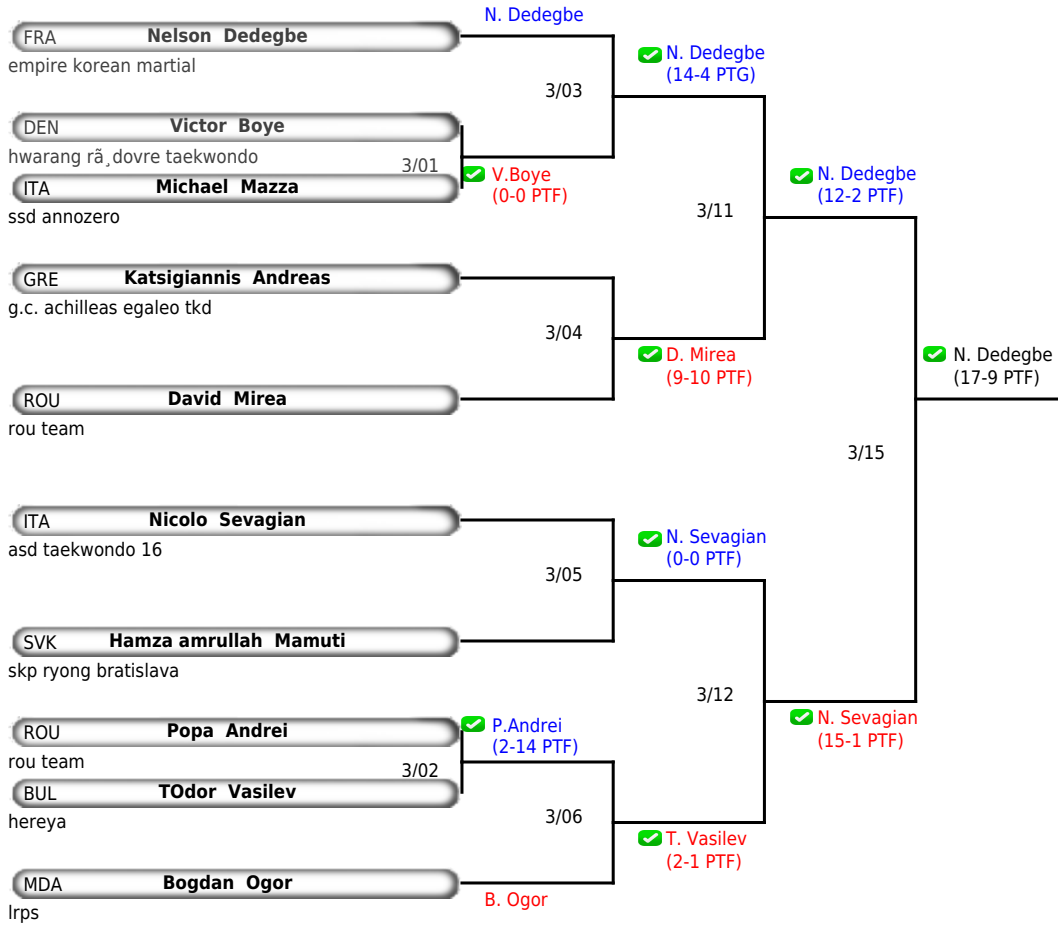 N. Dedegbe
FRA Nelson Dedegbe
empire korean martial
N. Dedegbe
(14-4 PTG)
3/03
DEN Victor Boye
hwarang rã¸dovre taekwondo
3/01
V.Boye
(0-0 PTF)
ITA Michael Mazza
ssd annozero
N. Dedegbe
(12-2 PTF)
3/11
GRE Katsigiannis Andreas
g.c. achilleas egaleo tkd
3/04
D. Mirea
(9-10 PTF)
N. Dedegbe
(17-9 PTF)
ROU David Mirea
rou team
3/15
ITA Nicolo Sevagian
asd taekwondo 16
N. Sevagian
(0-0 PTF)
3/05
SVK Hamza amrullah Mamuti
skp ryong bratislava
3/12
N. Sevagian
(15-1 PTF)
ROU Popa Andrei
rou team
P.Andrei
(2-14 PTF)
3/02
BUL TOdor Vasilev
hereya
3/06
T. Vasilev
(2-1 PTF)
MDA Bogdan Ogor
lrps
B. Ogor